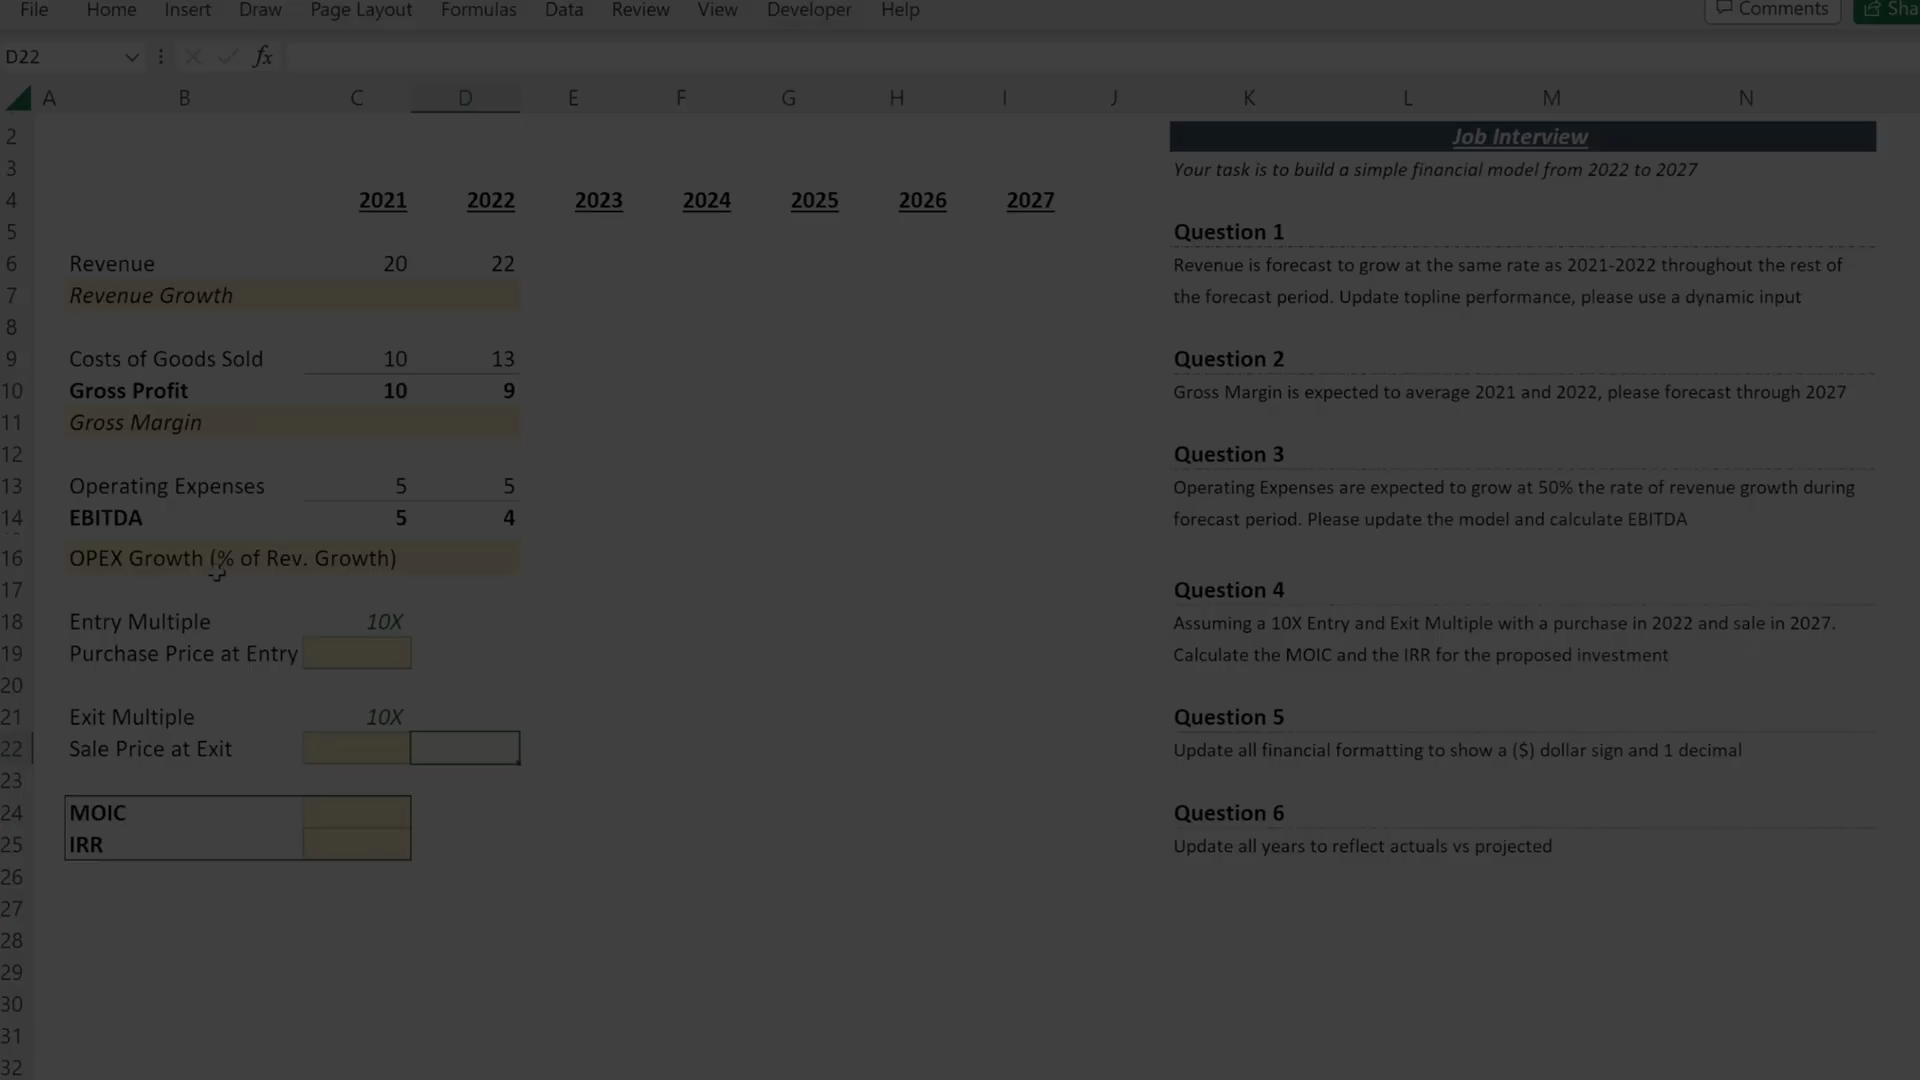 File Home Insert Draw Page Layout Formulas Data Review View Developer Help Comments Sha
D22 fx
A B C D E F G H I J K L M N
2 Job Interview
3 Your task is to build a simple financial model from 2022 to 2027
4 2021 2022 2023 2024 2025 2026 2027
5 Question 1
6 Revenue 20 22 Revenue is forecast to grow at the same rate as 2021-2022 throughout the rest of
7 Revenue Growth the forecast period. Update topline performance, please use a dynamic input
8
9 Costs of Goods Sold 10 13 Question 2
10 Gross Profit 10 9 Gross Margin is expected to average 2021 and 2022, please forecast through 2027
11 Gross Margin
12 Question 3
13 Operating Expenses 5 5 Operating Expenses are expected to grow at 50% the rate of revenue growth during
14 EBITDA 5 4 forecast period. Please update the model and calculate EBITDA
16 OPEX Growth (% of Rev. Growth)
17 Question 4
18 Entry Multiple 10X Assuming a 10X Entry and Exit Multiple with a purchase in 2022 and sale in 2027.
19 Purchase Price at Entry Calculate the MOIC and the IRR for the proposed investment
20
21 Exit Multiple 10X Question 5
22 Sale Price at Exit Update all financial formatting to show a ($) dollar sign and 1 decimal
23
24 MOIC Question 6
25 IRR Update all years to reflect actuals vs projected
26
27
28
29
30
31
32